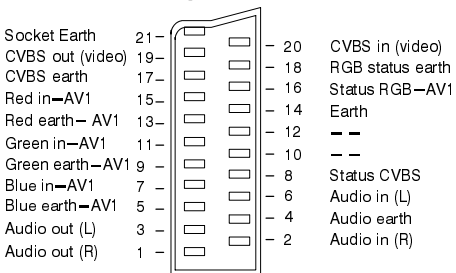 Socket Earth 21
CVBS out (video) 19
CVBS earth 17
Red in–AV1 15
Red earth– AV1 13
Green in–AV1 11
Green earth–AV1 9
Blue in–AV1 7
Blue earth–AV1 5
Audio out (L) 3
Audio out (R) 1
20 CVBS in (video)
18 RGB status earth
16 Status RGB–AV1
14 Earth
12 – –
10 – –
8 Status CVBS
6 Audio in (L)
4 Audio earth
2 Audio in (R)